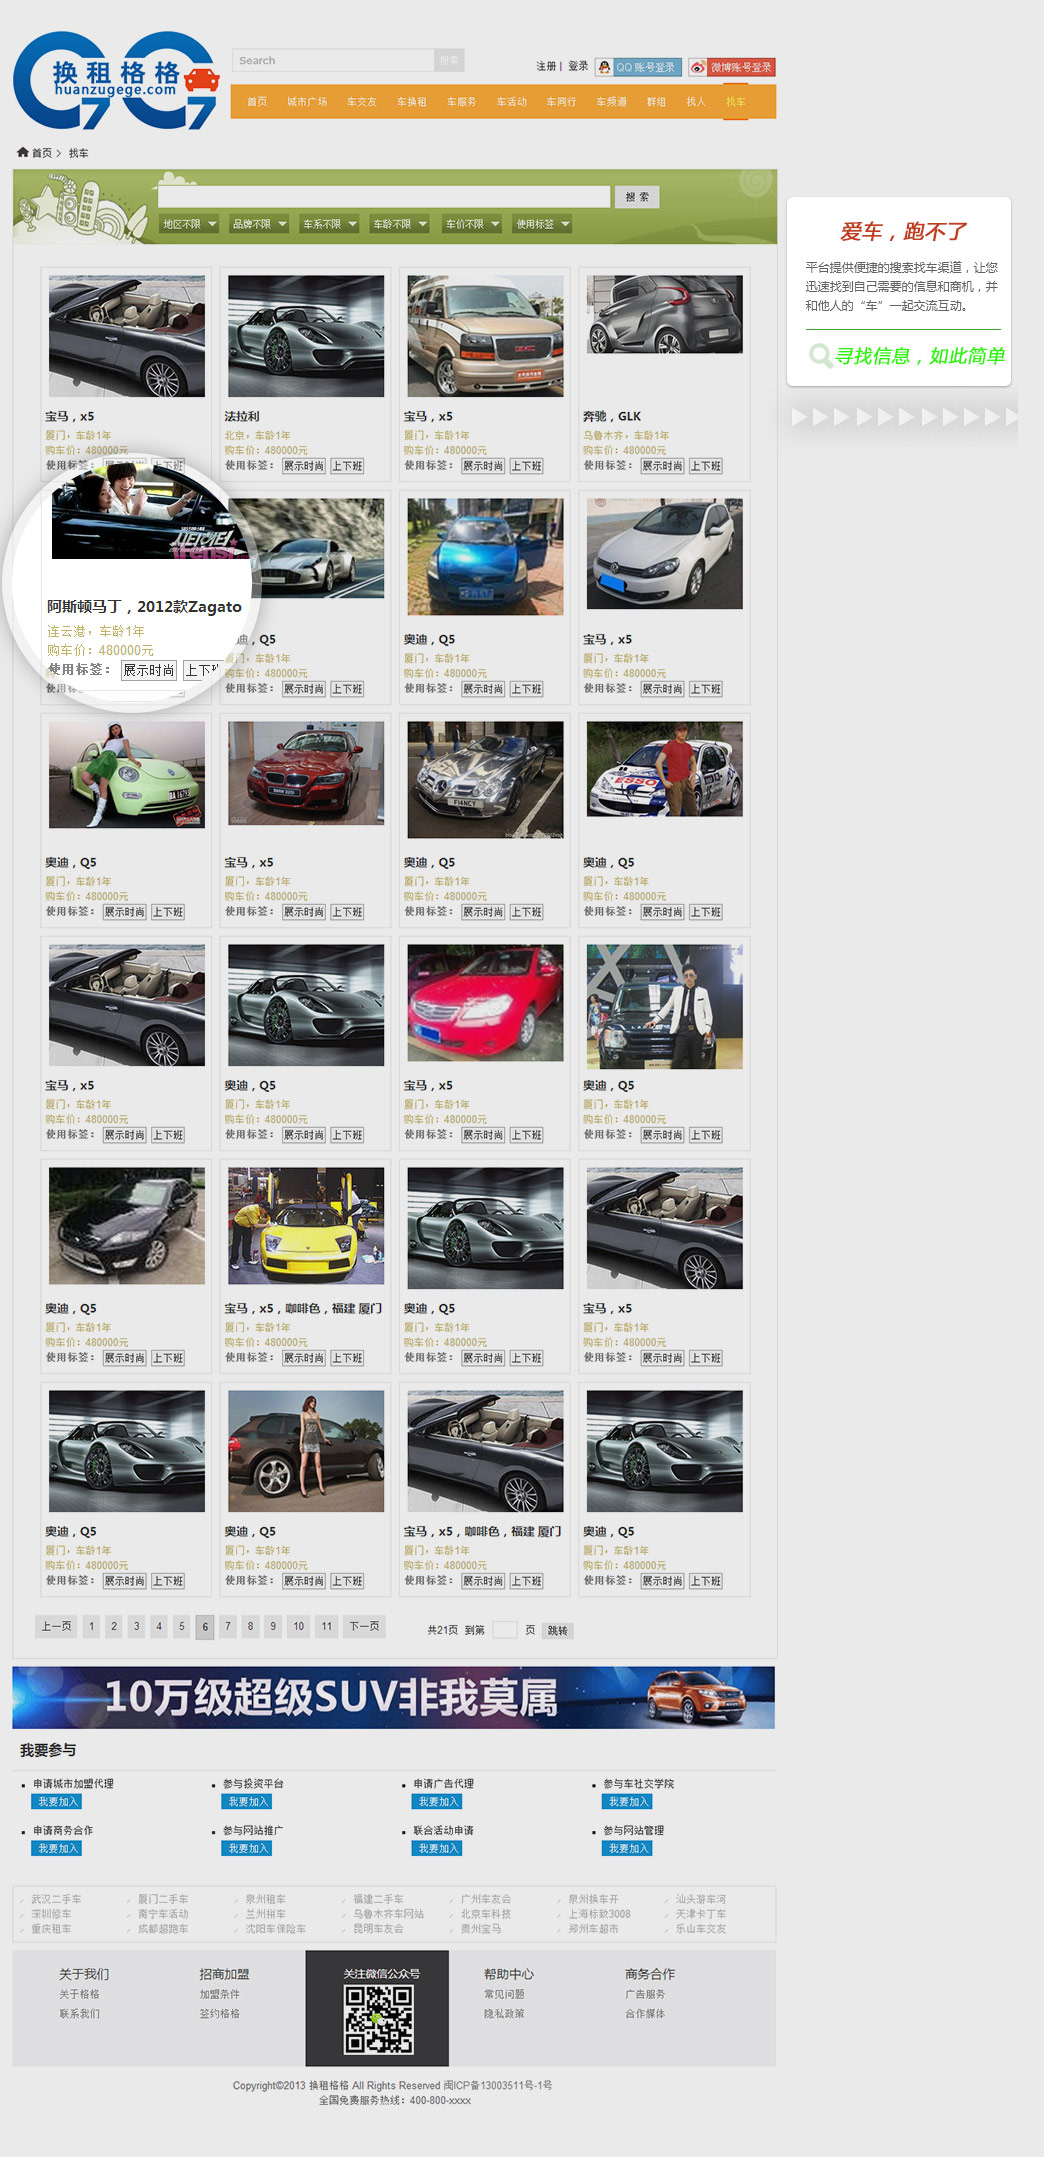 换租格格
huanzugege.com
Search 搜索
注册 | 登录 QQ 账号登录 微博账号登录
首页 城市广场 车交友 车换租 车服务 车活动 车同行 车频道 群组 找人 找车
首页 > 找车
搜 索
地区不限 品牌不限 车系不限 车龄不限 车价不限 使用标签
爱车，跑不了
平台提供便捷的搜索找车渠道，让您
迅速找到自己需要的信息和商机，并
和他人的“车”一起交流互动。
寻找信息，如此简单
宝马，x5 法拉利 宝马，x5 奔驰，GLK
厦门，车龄1年 北京，车龄1年 厦门，车龄1年 乌鲁木齐，车龄1年
购车价：480000元 购车价：480000元 购车价：480000元 购车价：480000元
使用标签： 展示时尚 上下班 使用标签： 展示时尚 上下班 使用标签： 展示时尚 上下班 使用标签： 展示时尚 上下班
阿斯顿马丁，2012款Zagato
连云港，车龄1年
购车价：480000元
使用标签： 展示时尚 上下
迪，Q5 奥迪，Q5 宝马，x5
厦门，车龄1年 厦门，车龄1年 厦门，车龄1年
购车价：480000元 购车价：480000元 购车价：480000元
使用标签： 展示时尚 上下班 使用标签： 展示时尚 上下班 使用标签： 展示时尚 上下班
奥迪，Q5 宝马，x5 奥迪，Q5 奥迪，Q5
厦门，车龄1年 厦门，车龄1年 厦门，车龄1年 厦门，车龄1年
购车价：480000元 购车价：480000元 购车价：480000元 购车价：480000元
使用标签： 展示时尚 上下班 使用标签： 展示时尚 上下班 使用标签： 展示时尚 上下班 使用标签： 展示时尚 上下班
宝马，x5 奥迪，Q5 宝马，x5 奥迪，Q5
厦门，车龄1年 厦门，车龄1年 厦门，车龄1年 厦门，车龄1年
购车价：480000元 购车价：480000元 购车价：480000元 购车价：480000元
使用标签： 展示时尚 上下班 使用标签： 展示时尚 上下班 使用标签： 展示时尚 上下班 使用标签： 展示时尚 上下班
奥迪，Q5 宝马，x5，咖啡色，福建 厦门 奥迪，Q5 宝马，x5
厦门，车龄1年 厦门，车龄1年 厦门，车龄1年 厦门，车龄1年
购车价：480000元 购车价：480000元 购车价：480000元 购车价：480000元
使用标签： 展示时尚 上下班 使用标签： 展示时尚 上下班 使用标签： 展示时尚 上下班 使用标签： 展示时尚 上下班
奥迪，Q5 奥迪，Q5 宝马，x5，咖啡色，福建 厦门 奥迪，Q5
厦门，车龄1年 厦门，车龄1年 厦门，车龄1年 厦门，车龄1年
购车价：480000元 购车价：480000元 购车价：480000元 购车价：480000元
使用标签： 展示时尚 上下班 使用标签： 展示时尚 上下班 使用标签： 展示时尚 上下班 使用标签： 展示时尚 上下班
上一页 1 2 3 4 5 6 7 8 9 10 11 下一页 共21页 到第 页 跳转
10万级超级SUV非我莫属
我要参与
申请城市加盟代理 参与投资平台 申请广告代理 参与车社交学院
我要加入 我要加入 我要加入 我要加入
申请商务合作 参与网站推广 联合活动申请 参与网站管理
我要加入 我要加入 我要加入 我要加入
武汉二手车 厦门二手车 泉州租车 福建二手车 广州车友会 泉州换车开 汕头游车河
深圳修车 南宁车活动 兰州拼车 乌鲁木齐车网站 北京车科技 上海标致3008 天津卡丁车
重庆租车 成都超跑车 沈阳车保险车 昆明车友会 贵州宝马 郑州车超市 乐山车交友
关于我们 招商加盟 关注微信公众号 帮助中心 商务合作
关于格格 加盟条件 常见问题 广告服务
联系我们 签约格格 隐私政策 合作媒体
Copyright©2013 换租格格 All Rights Reserved 闽ICP备13003511号-1号
全国免费服务热线：400-800-xxxx